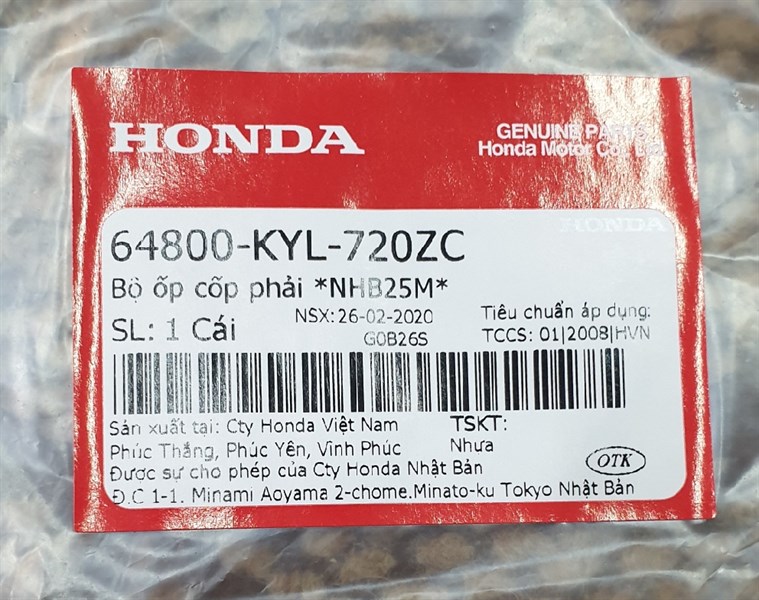 HONDA
GENUINE PARTS
Honda Motor Co.,
HONDA
64800-KYL-720ZC
Bộ ốp cốp phải *NHB25M*
NSX: 26-02-2020
Tiêu chuẩn áp dụng:
SL: 1 Cái
G0B26S
TCCS: 01|2008|HVN
Sản xuất tại: Cty Honda Việt Nam
TSKT:
Phúc Thắng, Phúc Yên, Vĩnh Phúc
Nhựa
Được sự cho phép của Cty Honda Nhật Bản
OTK
Đ.C 1-1. Minami Aoyama 2-chome.Minato-ku Tokyo Nhật Bản